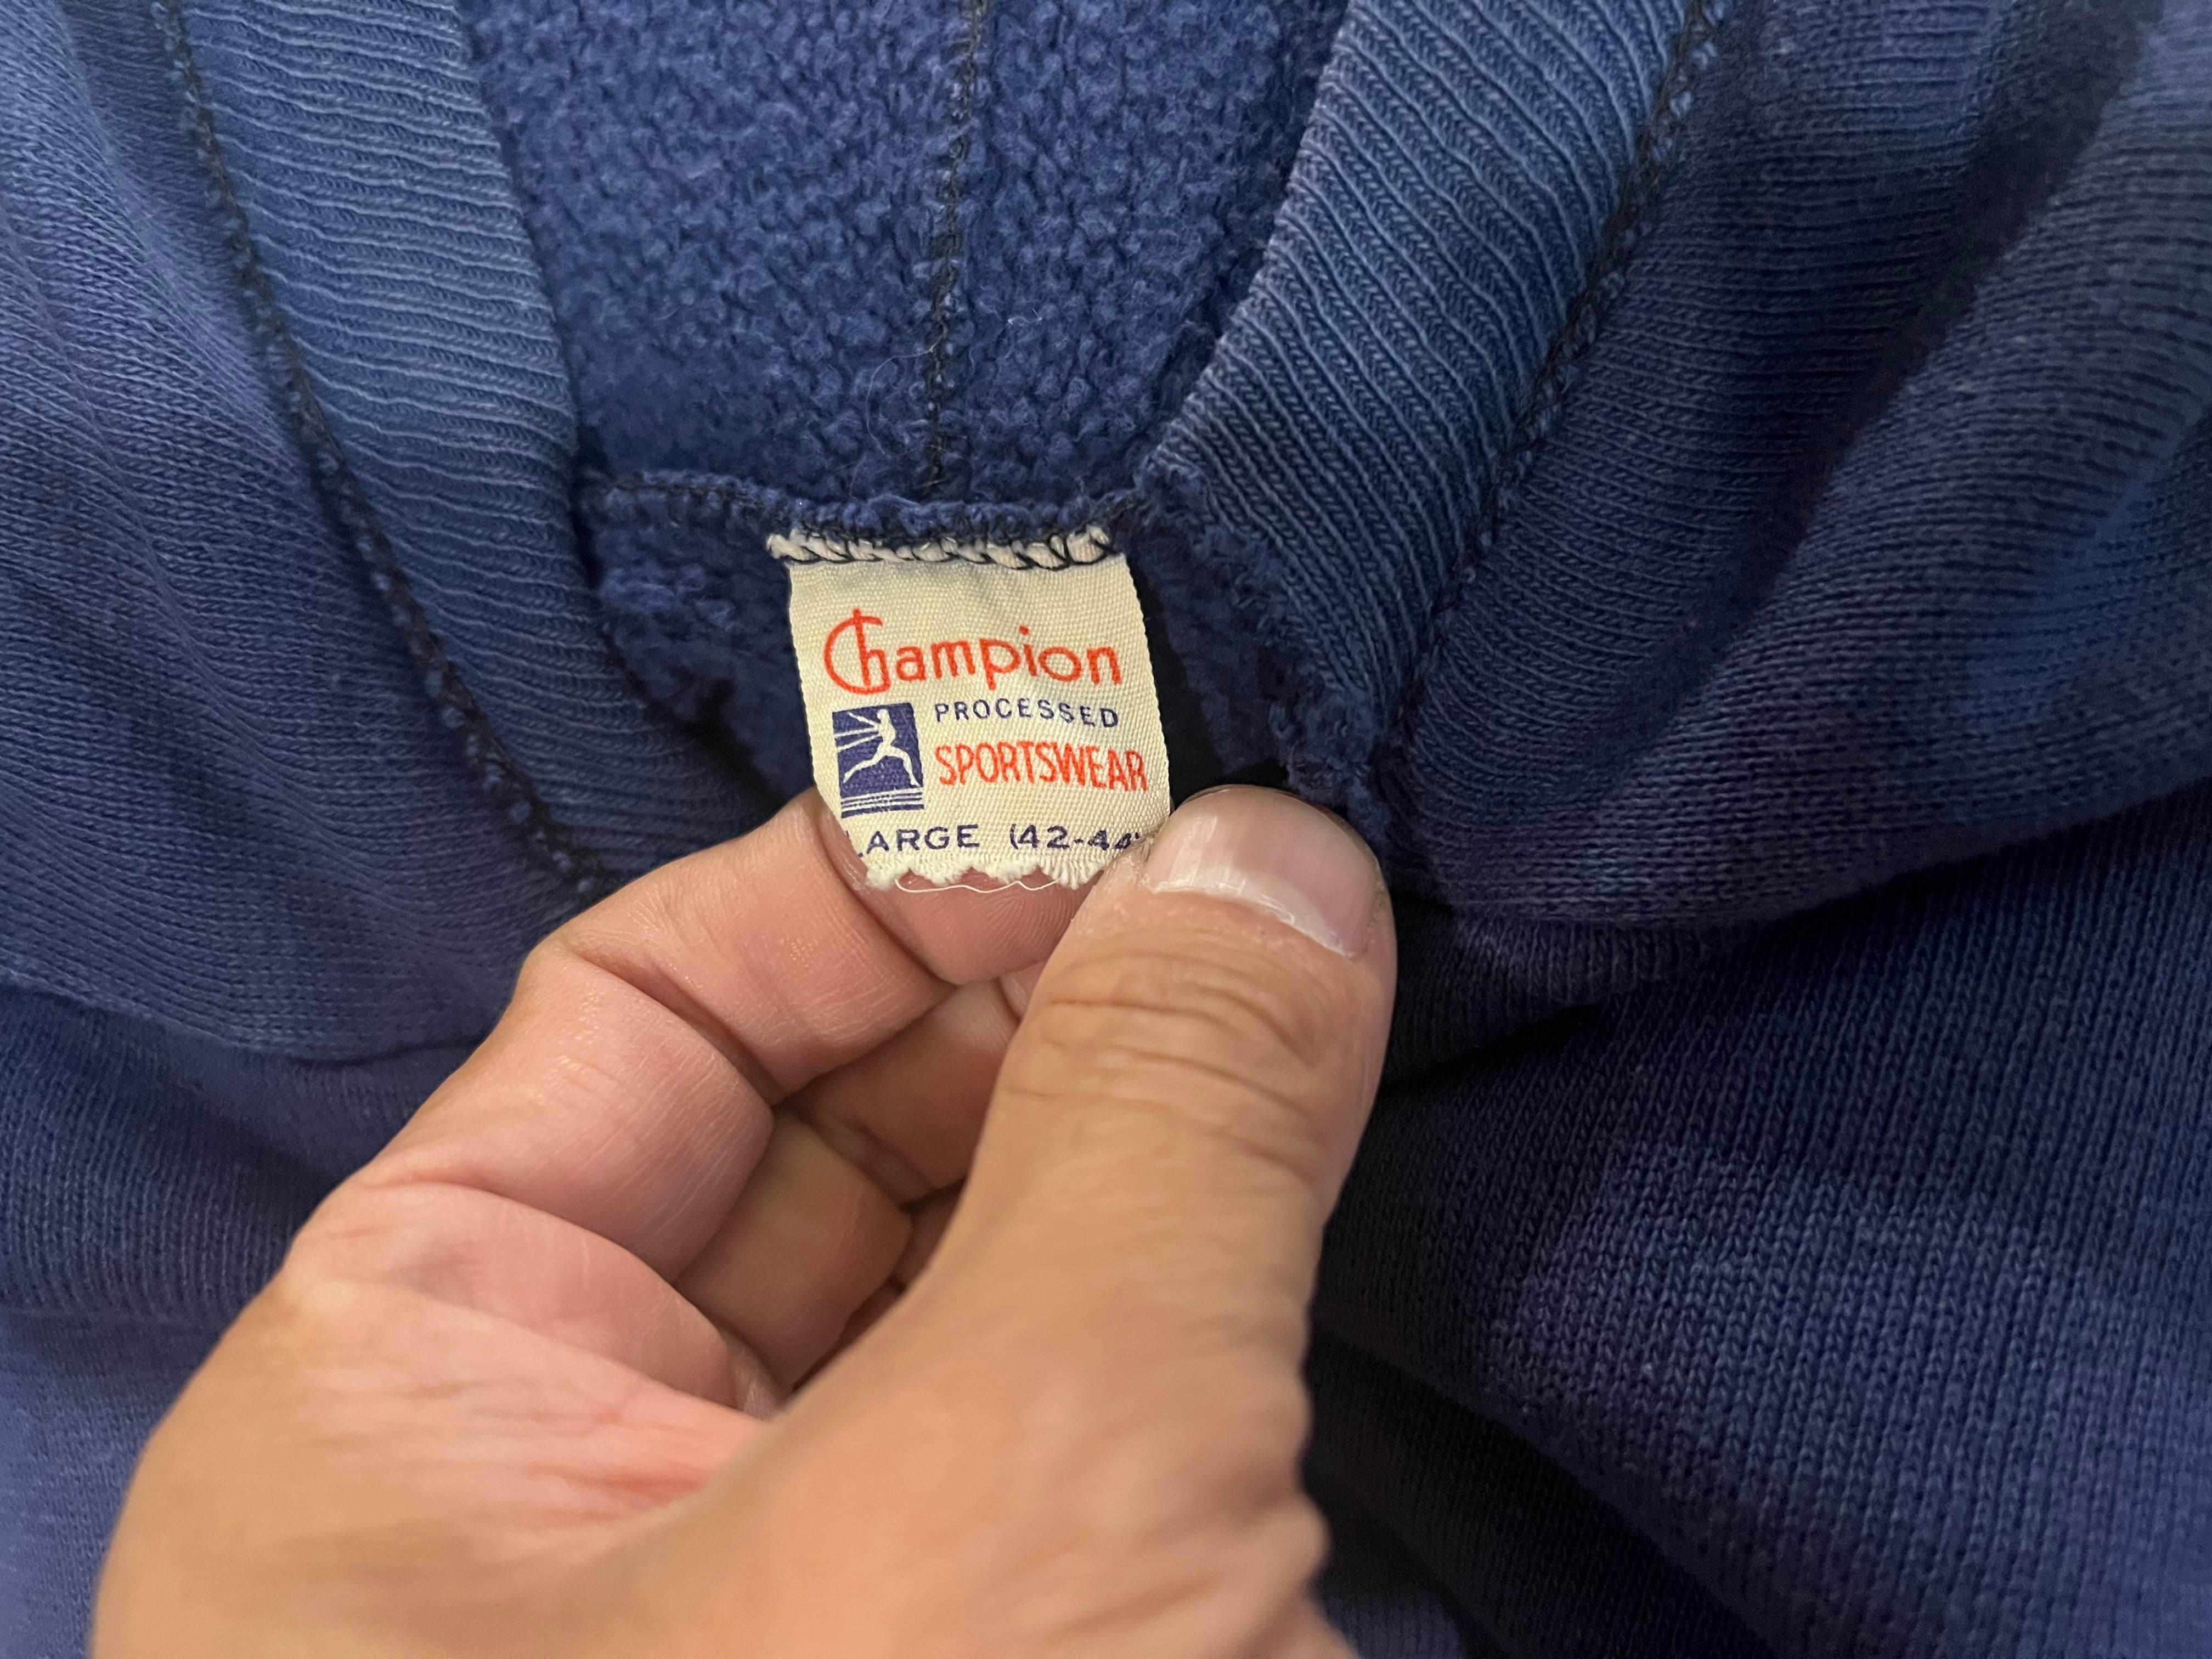 Champion
PROCESSED
SPORTSWEAR
LARGE (42-44)